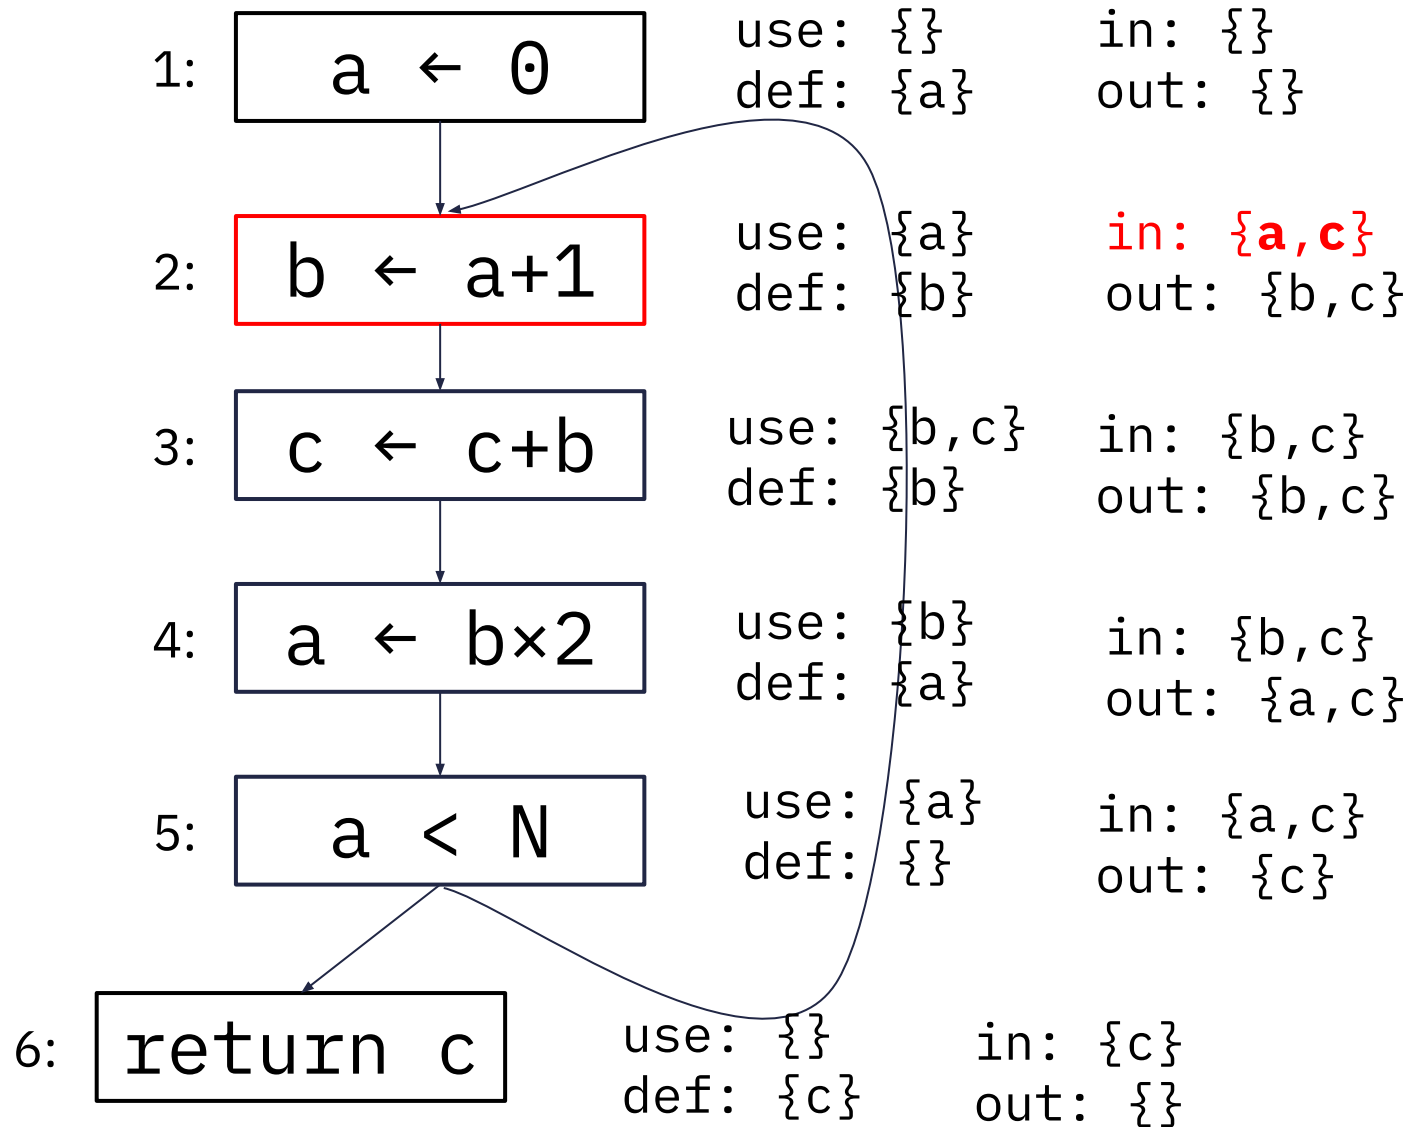 1: a ← 0 use: {} in: {}
def: {a} out: {}
2: b ← a+1 use: {a} in: {a,c}
def: {b} out: {b,c}
3: c ← c+b use: {b,c} in: {b,c}
def: {b} out: {b,c}
4: a ← b×2 use: {b} in: {b,c}
def: {a} out: {a,c}
5: a < N use: {a} in: {a,c}
def: {} out: {c}
6: return c use: {} in: {c}
def: {c} out: {}